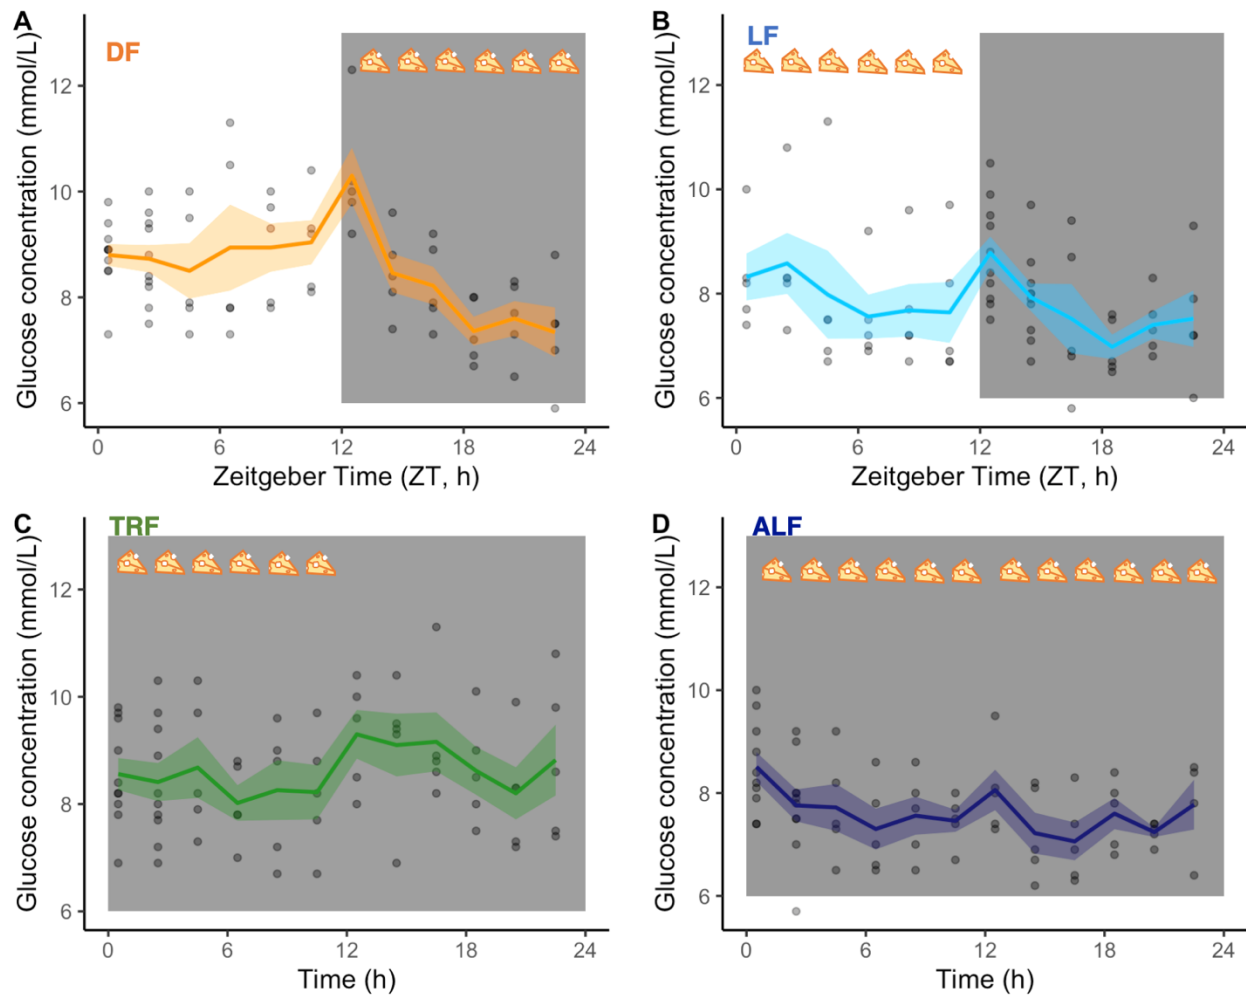 A
DF
Glucose concentration (mmol/L)
12
10
8
6
0 6 12 18 24
Zeitgeber Time (ZT, h)
B
LF
Glucose concentration (mmol/L)
12
10
8
6
0 6 12 18 24
Zeitgeber Time (ZT, h)
C
TRF
Glucose concentration (mmol/L)
12
10
8
6
0 6 12 18 24
Time (h)
D
ALF
Glucose concentration (mmol/L)
12
10
8
6
0 6 12 18 24
Time (h)